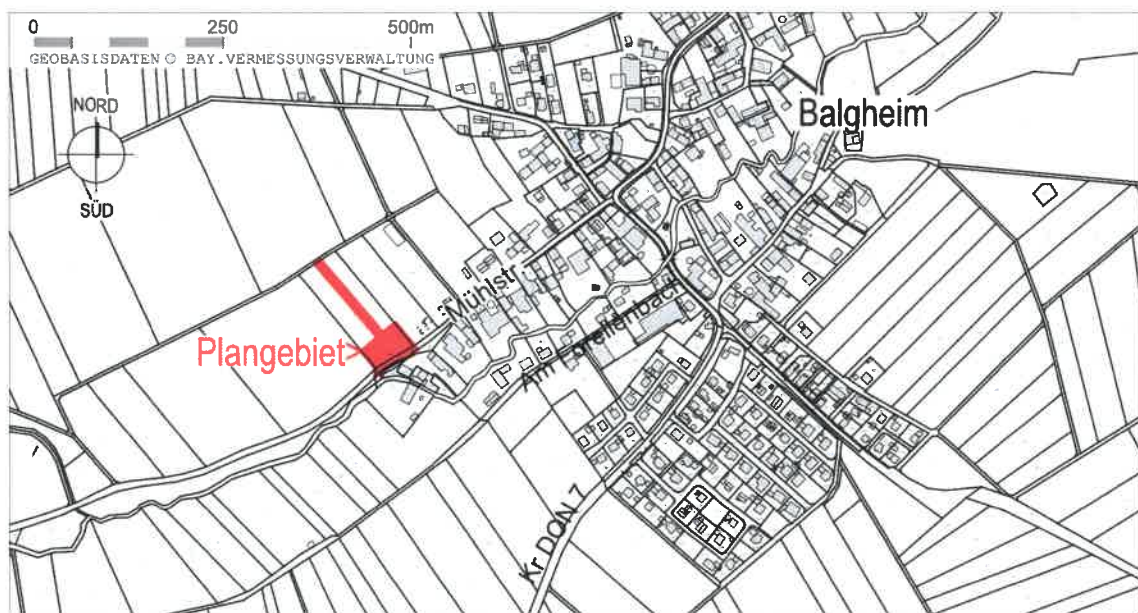 0 250 500m
GEOBASISDATEN © BAY.VERMESSUNGSVERWALTUNG
NORD
SÜD
Balgheim
Mühlstr.
Plangebiet
Am Forellenbach
Kr DON 7